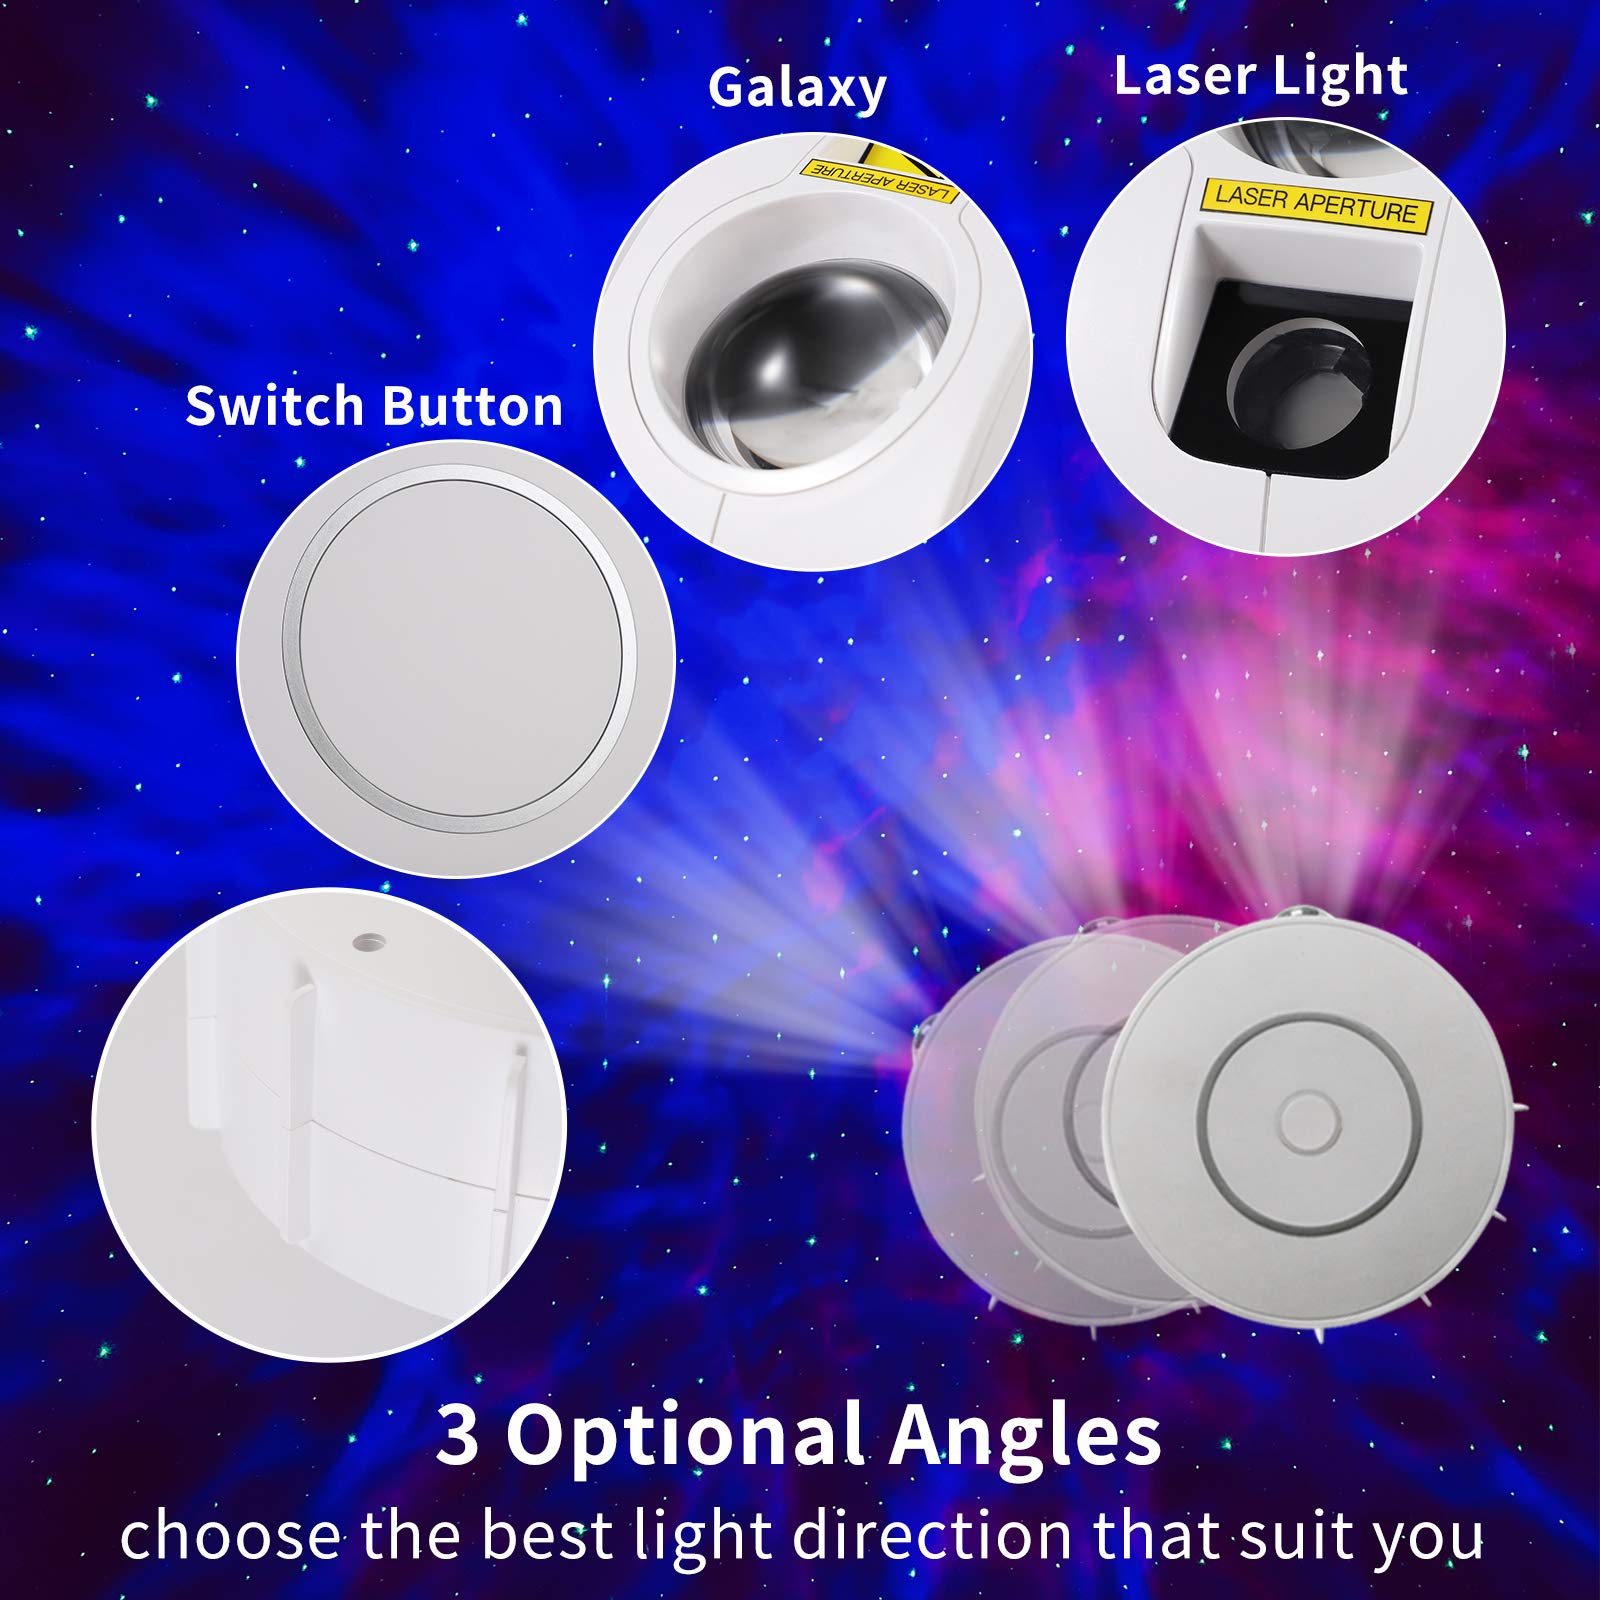 Galaxy
Laser Light
LASER APERTURE
LASER APERTURE
Switch Button
3 Optional Angles
choose the best light direction that suit you